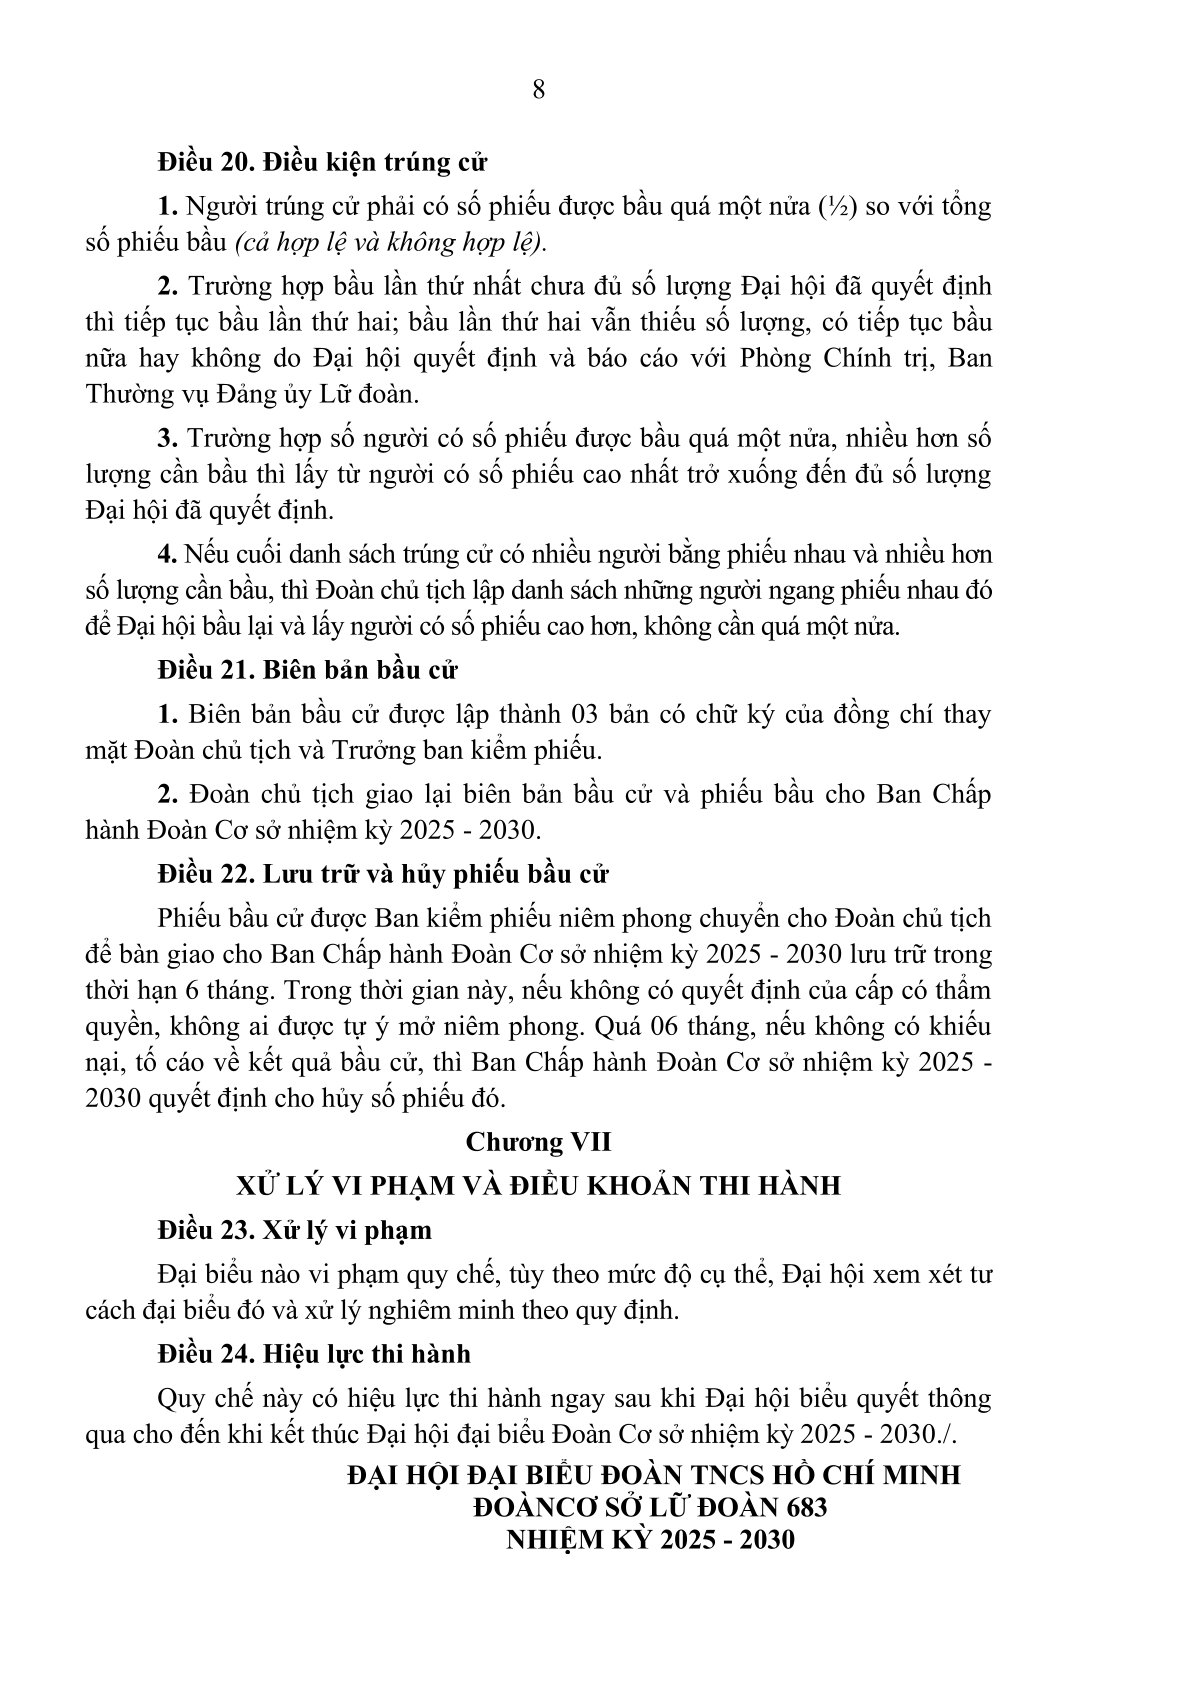 8
Điều 20. Điều kiện trúng cử
1. Người trúng cử phải có số phiếu được bầu quá một nửa (½) so với tổng
số phiếu bầu (cả hợp lệ và không hợp lệ).
2. Trường hợp bầu lần thứ nhất chưa đủ số lượng Đại hội đã quyết định
thì tiếp tục bầu lần thứ hai; bầu lần thứ hai vẫn thiếu số lượng, có tiếp tục bầu
nữa hay không do Đại hội quyết định và báo cáo với Phòng Chính trị, Ban
Thường vụ Đảng ủy Lữ đoàn.
3. Trường hợp số người có số phiếu được bầu quá một nửa, nhiều hơn số
lượng cần bầu thì lấy từ người có số phiếu cao nhất trở xuống đến đủ số lượng
Đại hội đã quyết định.
4. Nếu cuối danh sách trúng cử có nhiều người bằng phiếu nhau và nhiều hơn
số lượng cần bầu, thì Đoàn chủ tịch lập danh sách những người ngang phiếu nhau đó
để Đại hội bầu lại và lấy người có số phiếu cao hơn, không cần quá một nửa.
Điều 21. Biên bản bầu cử
1. Biên bản bầu cử được lập thành 03 bản có chữ ký của đồng chí thay
mặt Đoàn chủ tịch và Trưởng ban kiểm phiếu.
2. Đoàn chủ tịch giao lại biên bản bầu cử và phiếu bầu cho Ban Chấp
hành Đoàn Cơ sở nhiệm kỳ 2025 - 2030.
Điều 22. Lưu trữ và hủy phiếu bầu cử
Phiếu bầu cử được Ban kiểm phiếu niêm phong chuyển cho Đoàn chủ tịch
để bàn giao cho Ban Chấp hành Đoàn Cơ sở nhiệm kỳ 2025 - 2030 lưu trữ trong
thời hạn 6 tháng. Trong thời gian này, nếu không có quyết định của cấp có thẩm
quyền, không ai được tự ý mở niêm phong. Quá 06 tháng, nếu không có khiếu
nại, tố cáo về kết quả bầu cử, thì Ban Chấp hành Đoàn Cơ sở nhiệm kỳ 2025 -
2030 quyết định cho hủy số phiếu đó.
Chương VII
XỬ LÝ VI PHẠM VÀ ĐIỀU KHOẢN THI HÀNH
Điều 23. Xử lý vi phạm
Đại biểu nào vi phạm quy chế, tùy theo mức độ cụ thể, Đại hội xem xét tư
cách đại biểu đó và xử lý nghiêm minh theo quy định.
Điều 24. Hiệu lực thi hành
Quy chế này có hiệu lực thi hành ngay sau khi Đại hội biểu quyết thông
qua cho đến khi kết thúc Đại hội đại biểu Đoàn Cơ sở nhiệm kỳ 2025 - 2030./.
ĐẠI HỘI ĐẠI BIỂU ĐOÀN TNCS HỒ CHÍ MINH
ĐOÀNCƠ SỞ LỮ ĐOÀN 683
NHIỆM KỲ 2025 - 2030